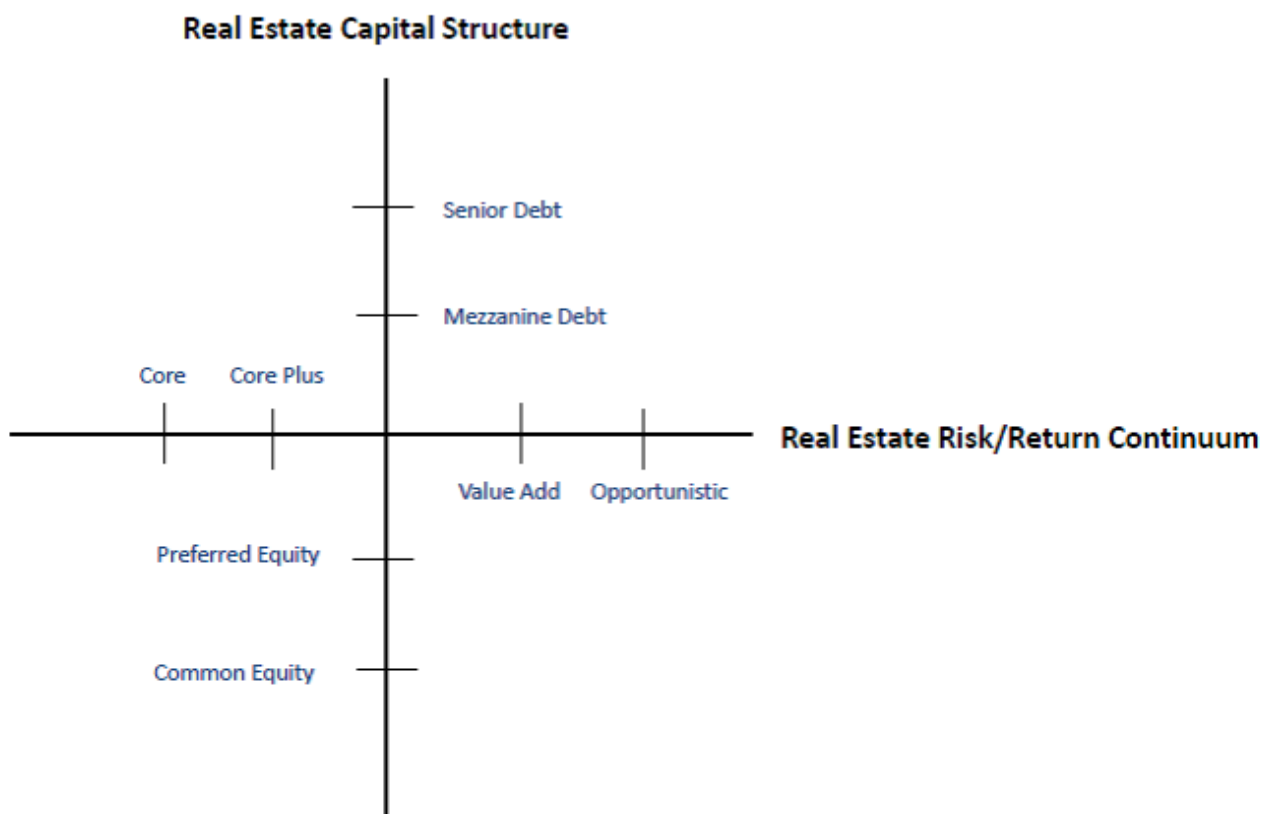 Real Estate Capital Structure
Senior Debt
Mezzanine Debt
Core
Core Plus
Real Estate Risk/Return Continuum
Value Add
Opportunistic
Preferred Equity
Common Equity